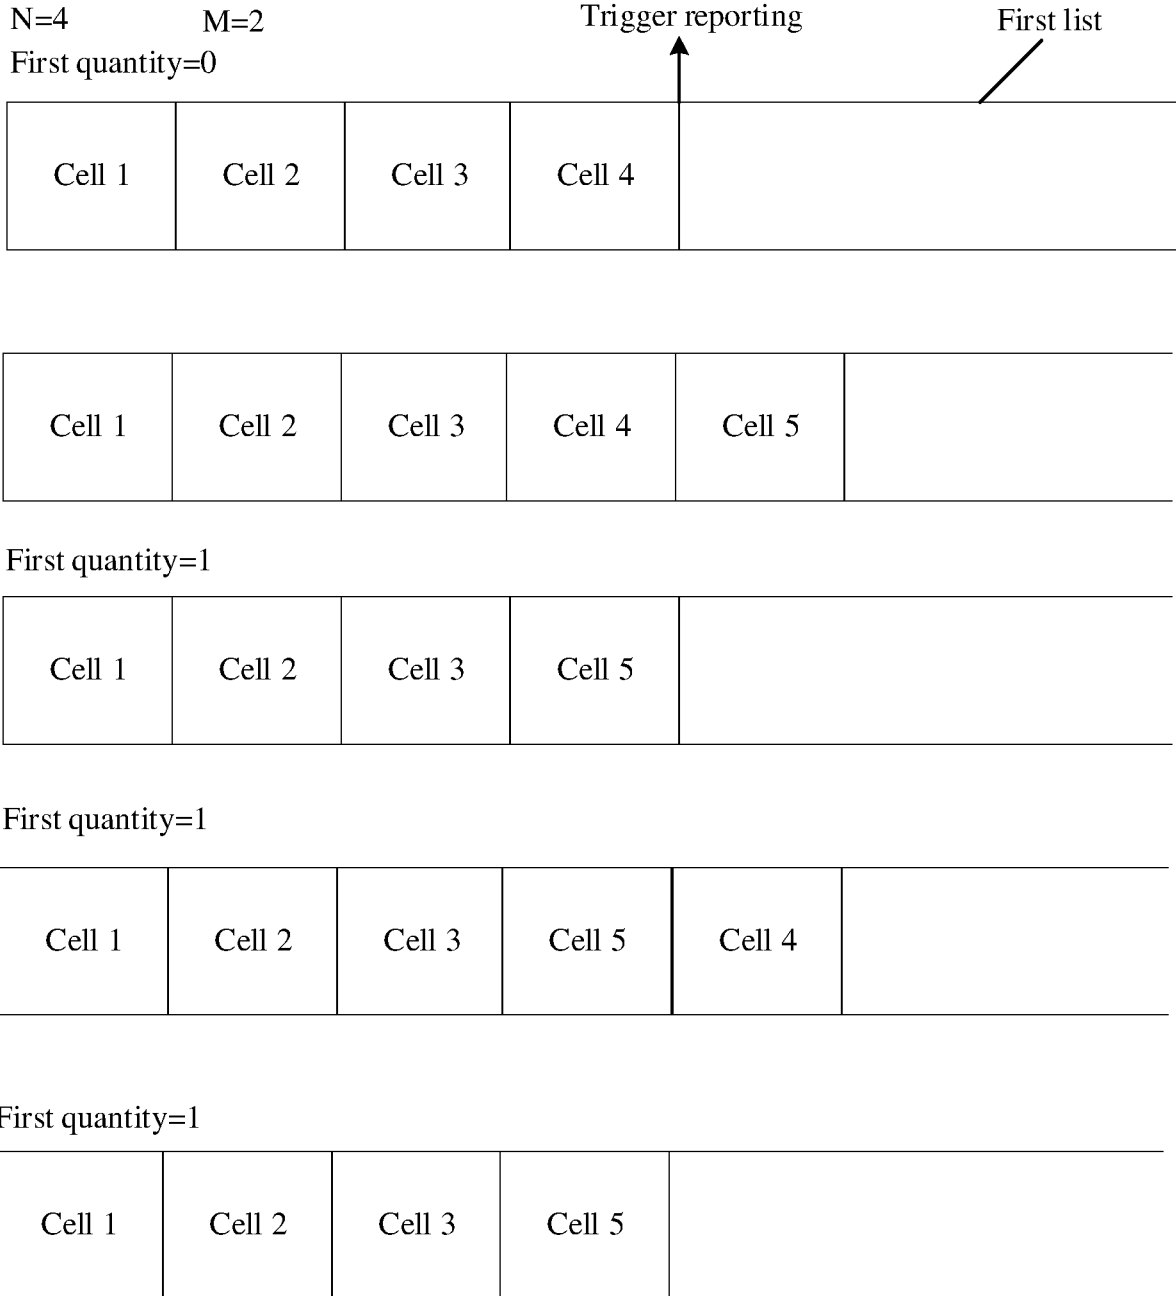 N=4 M=2 Trigger reporting First list
First quantity=0
Cell 1 Cell 2 Cell 3 Cell 4
Cell 1 Cell 2 Cell 3 Cell 4 Cell 5
First quantity=1
Cell 1 Cell 2 Cell 3 Cell 5
First quantity=1
Cell 1 Cell 2 Cell 3 Cell 5 Cell 4
First quantity=1
Cell 1 Cell 2 Cell 3 Cell 5